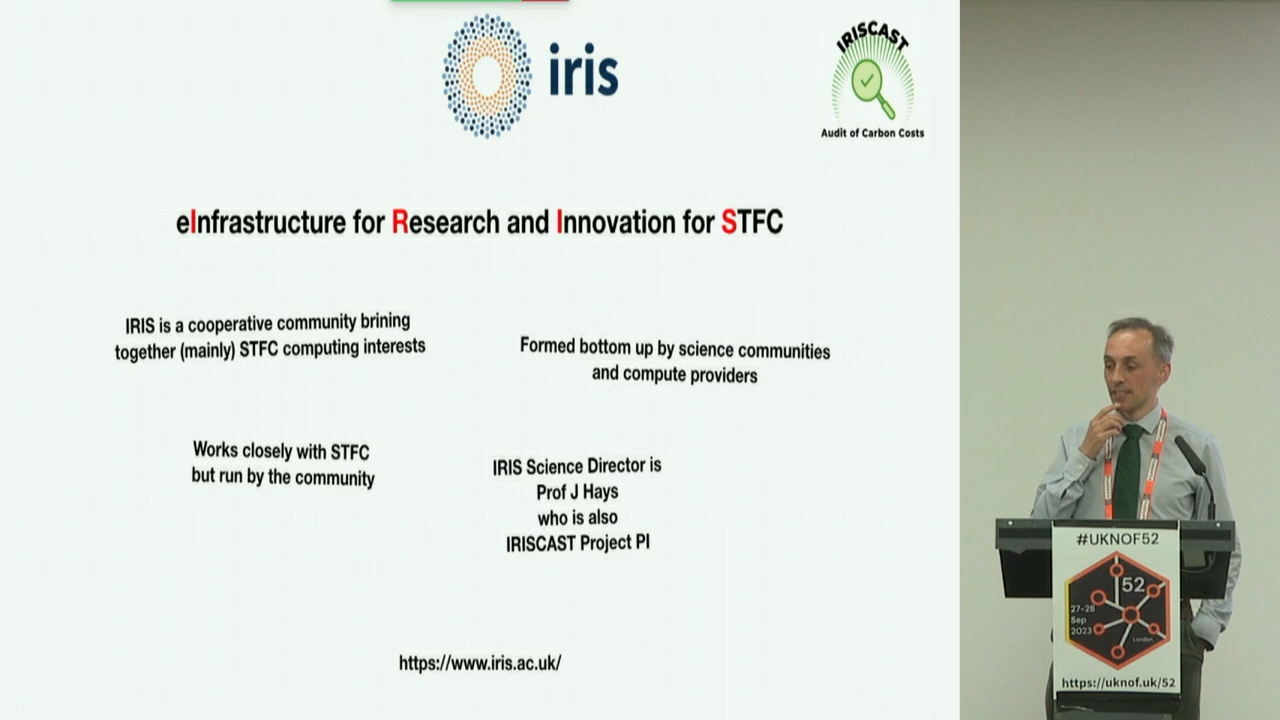 iris
IRISCAST
Audit of Carbon Costs
eInfrastructure for Research and Innovation for STFC
IRIS is a cooperative community brining
together (mainly) STFC computing interests
Formed bottom up by science communities
and compute providers
Works closely with STFC
but run by the community
IRIS Science Director is
Prof J Hays
who is also
IRISCAST Project PI
https://www.iris.ac.uk/
#UKNOF52
52
27-28
Sep
2023
London
https://uknof.uk/52